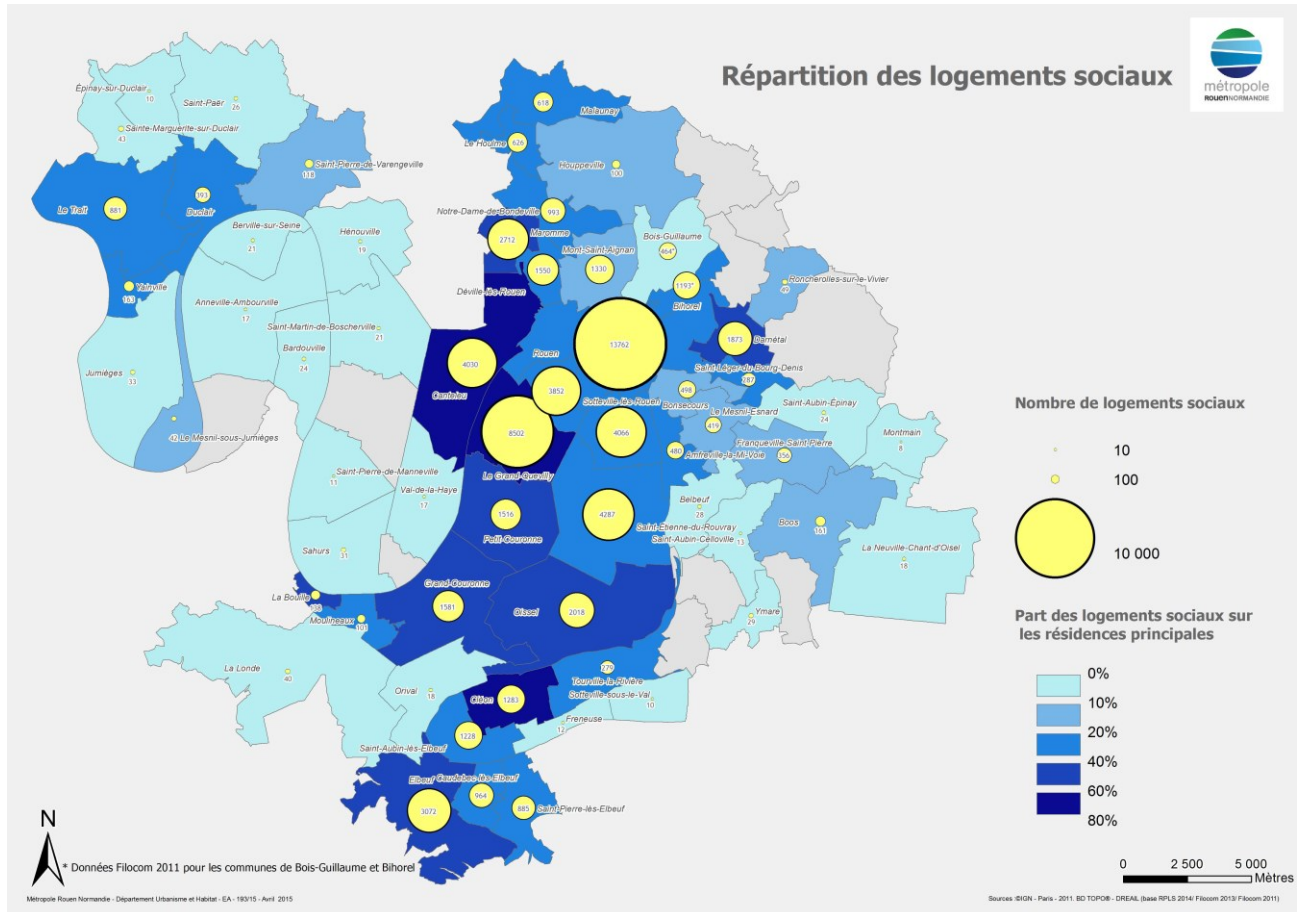 Répartition des logements sociaux
métropole
ROUENNORMANDIE
Épinay-sur-Duclair
10
Saint-Paër
26
Sainte-Marguerite-sur-Duclair
43
Saint-Pierre-de-Varengeville
118
Le Trait
881
Duclair
393
Berville-sur-Seine
21
Hénouville
19
Yainville
163
Anneville-Ambourville
17
Saint-Martin-de-Boscherville
21
Bardouville
24
Jumièges
33
42
Le Mesnil-sous-Jumièges
Saint-Pierre-de-Manneville
Val-de-la-Haye
17
Sahurs
31
La Bouille
Moulineaux
101
La Londe
40
Orival
18
Malaunay
618
Le Houlme
626
Houppeville
100
Notre-Dame-de-Bondeville
993
2712
Maromme
1550
Mont-Saint-Aignan
1330
Bois-Guillaume
464*
1193*
Bihorel
Déville-lès-Rouen
Roncherolles-sur-le-Vivier
49
13762
Rouen
1873
Darnétal
Saint-Léger-du-Bourg-Denis
287
4030
Canteleu
3852
Sotteville-lès-Rouen
4066
8502
Le Grand-Quevilly
498
Bonsecours
Le Mesnil-Esnard
419
Saint-Aubin-Épinay
24
Montmain
8
Franqueville-Saint-Pierre
356
480
Amfreville-la-Mi-Voie
Belbeuf
28
Boos
161
1516
Petit-Couronne
4287
Saint-Étienne-du-Rouvray
Saint-Aubin-Celloville
13
La Neuville-Chant-d'Oisel
18
Ymare
29
Grand-Couronne
1581
Oissel
2018
279
Tourville-la-Rivière
Sotteville-sous-le-Val
10
Cléon
1283
Freneuse
12
1228
Saint-Aubin-lès-Elbeuf
Elbeuf
3072
Caudebec-lès-Elbeuf
964
885
Saint-Pierre-lès-Elbeuf
Nombre de logements sociaux
10
100
10 000
Part des logements sociaux sur
les résidences principales
0%
10%
20%
40%
60%
80%
N
* Données Filocom 2011 pour les communes de Bois-Guillaume et Bihorel
0 2 500 5 000
Mètres
Métropole Rouen Normandie - Département Urbanisme et Habitat - EA - 193/15 - Avril 2015
Sources :©IGN - Paris - 2011. BD TOPO® - DREAL (base RPLS 2014/ Filocom 2013/ Filocom 2011)